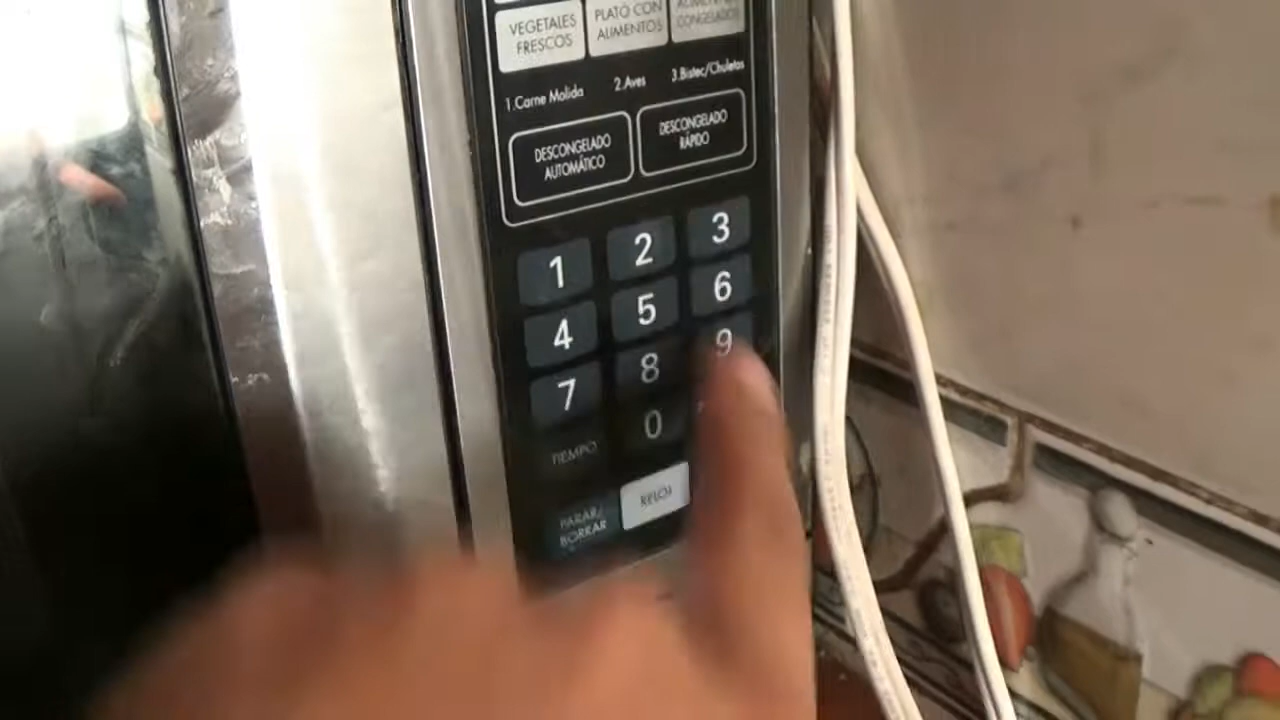 VEGETALES
FRESCOS
PLATO CON
ALIMENTOS
CONGELADOS
1.Carne Molida
2.Aves
3.Bistec/Chuletas
DESCONGELADO
AUTOMÁTICO
DESCONGELADO
RÁPIDO
1 2 3
4 5 6
7 8 9
TIEMPO 0
PARAR/
BORRAR
RELOJ